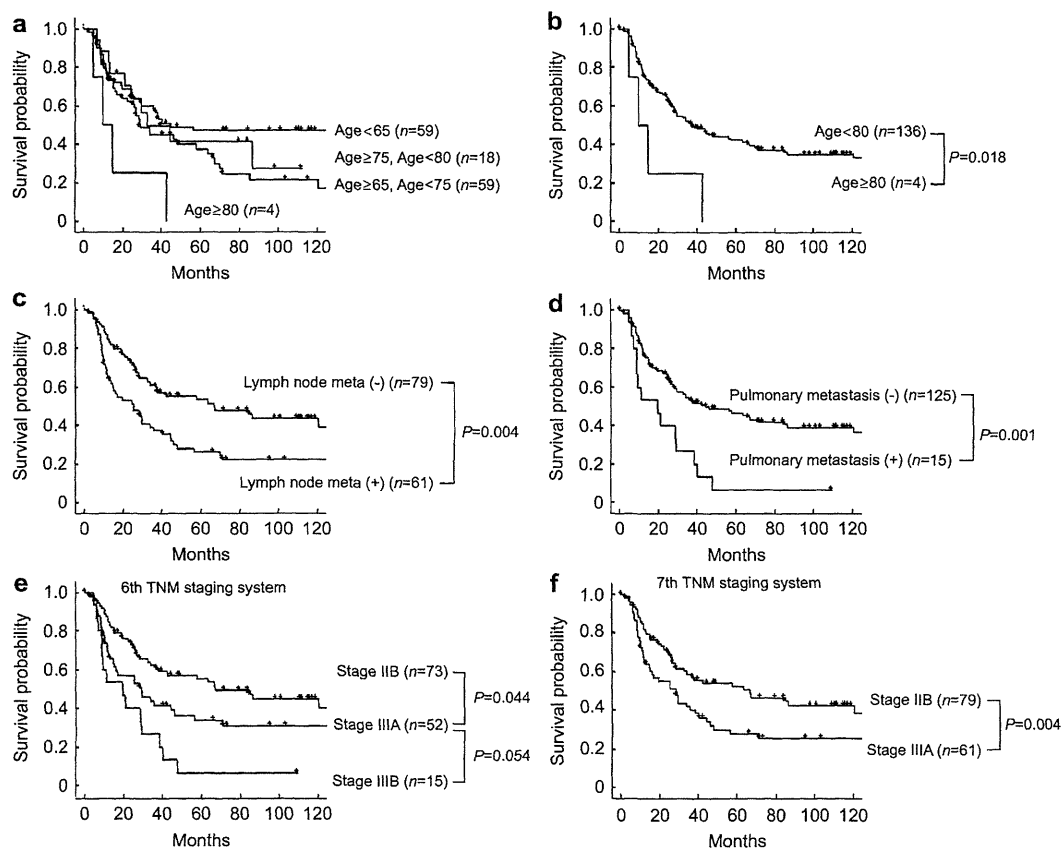 a
Survival probability
1.0
0.8
0.6
0.4
0.2
0
0 20 40 60 80 100 120
Months
Age<65 (n=59)
Age≥75, Age<80 (n=18)
Age≥65, Age<75 (n=59)
Age≥80 (n=4)
b
Survival probability
1.0
0.8
0.6
0.4
0.2
0
0 20 40 60 80 100 120
Months
Age<80 (n=136)
Age≥80 (n=4)
P=0.018
c
Survival probability
1.0
0.8
0.6
0.4
0.2
0
0 20 40 60 80 100 120
Months
Lymph node meta (-) (n=79)
Lymph node meta (+) (n=61)
P=0.004
d
Survival probability
1.0
0.8
0.6
0.4
0.2
0
0 20 40 60 80 100 120
Months
Pulmonary metastasis (-) (n=125)
Pulmonary metastasis (+) (n=15)
P=0.001
e
6th TNM staging system
Survival probability
1.0
0.8
0.6
0.4
0.2
0
0 20 40 60 80 100 120
Months
Stage IIB (n=73)
Stage IIIA (n=52)
Stage IIIB (n=15)
P=0.044
P=0.054
f
7th TNM staging system
Survival probability
1.0
0.8
0.6
0.4
0.2
0
0 20 40 60 80 100 120
Months
Stage IIB (n=79)
Stage IIIA (n=61)
P=0.004